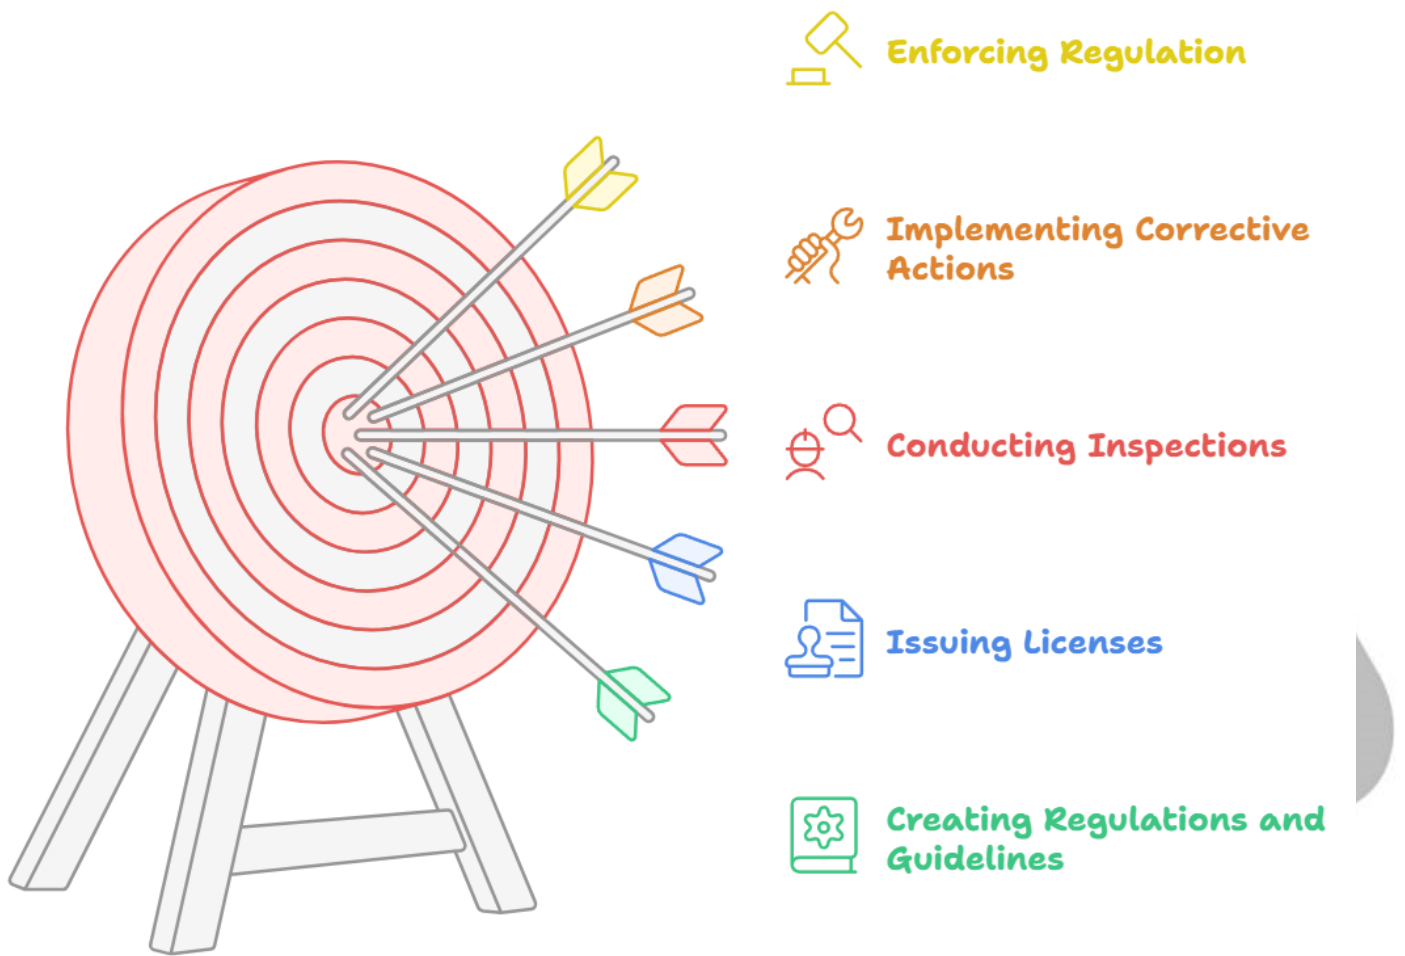 Enforcing Regulation
Implementing Corrective
Actions
Conducting Inspections
Issuing Licenses
Creating Regulations and
Guidelines